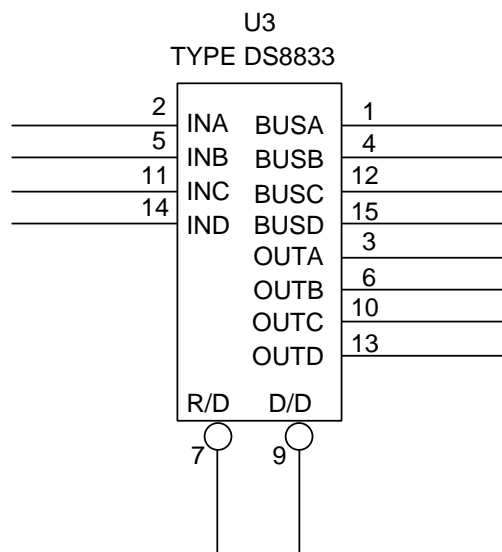 U3
TYPE DS8833
2 INA BUSA 1
5 INB BUSB 4
11 INC BUSC 12
14 IND BUSD 15
OUTA 3
OUTB 6
OUTC 10
OUTD 13
R/D D/D
7 9